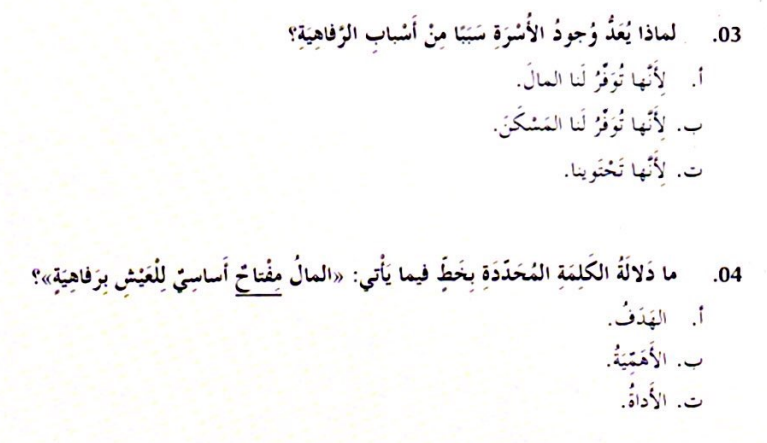 03. لماذا يُعَدُّ وُجودُ الأُسْرَةِ سَبَبًا مِنْ أَسْبابِ الرَّفاهِيَةِ؟
أ. لِأَنَّها تُوَفِّرُ لَنا المالَ.
ب. لِأَنَّها تُوَفِّرُ لَنا المَسْكَنَ.
ت. لِأَنَّها تَحْتَوينا.
04. ما دَلالَةُ الكَلِمَةِ المُحَدَّدَةِ بِخَطٍّ فيما يَأْتي: «المالُ مِفْتاحٌ أَساسِيٌّ لِلْعَيْشِ بِرَفاهِيَةٍ»؟
أ. الهَدَفُ.
ب. الأَهَمِّيَّةُ.
ت. الأَداةُ.